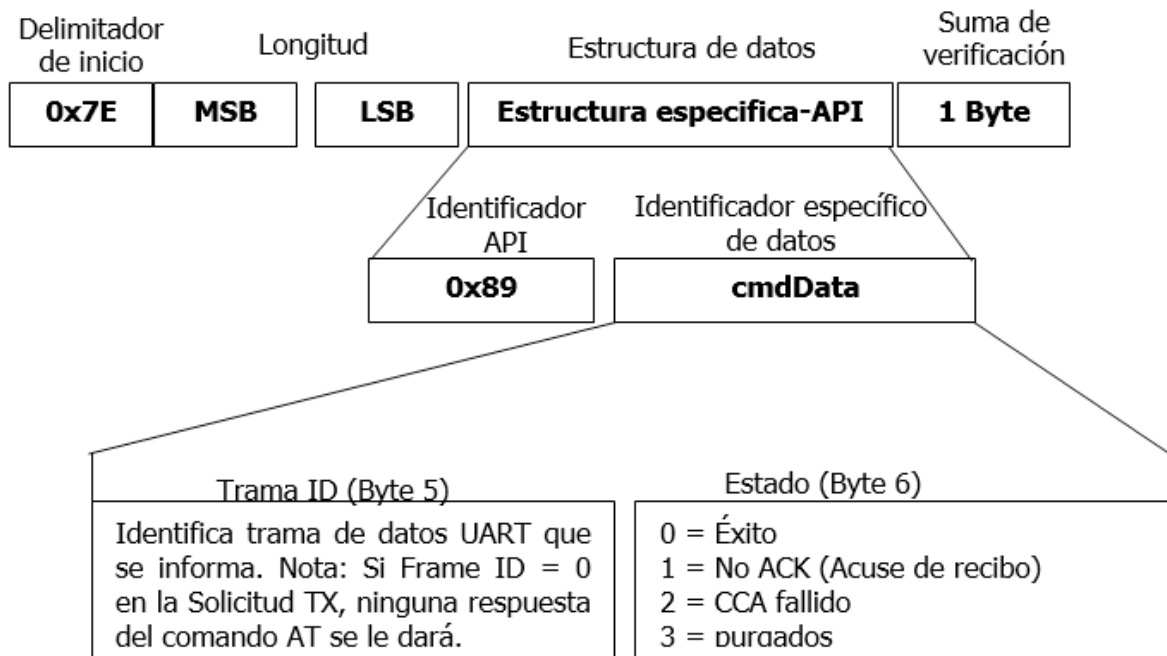 Delimitador
de inicio
Longitud
Estructura de datos
Suma de
verificación
0x7E
MSB
LSB
Estructura especifica-API
1 Byte
Identificador
API
Identificador específico
de datos
0x89
cmdData
Trama ID (Byte 5)
Identifica trama de datos UART que
se informa. Nota: Si Frame ID = 0
en la Solicitud TX, ninguna respuesta
del comando AT se le dará.
Estado (Byte 6)
0 = Éxito
1 = No ACK (Acuse de recibo)
2 = CCA fallido
3 = purgados